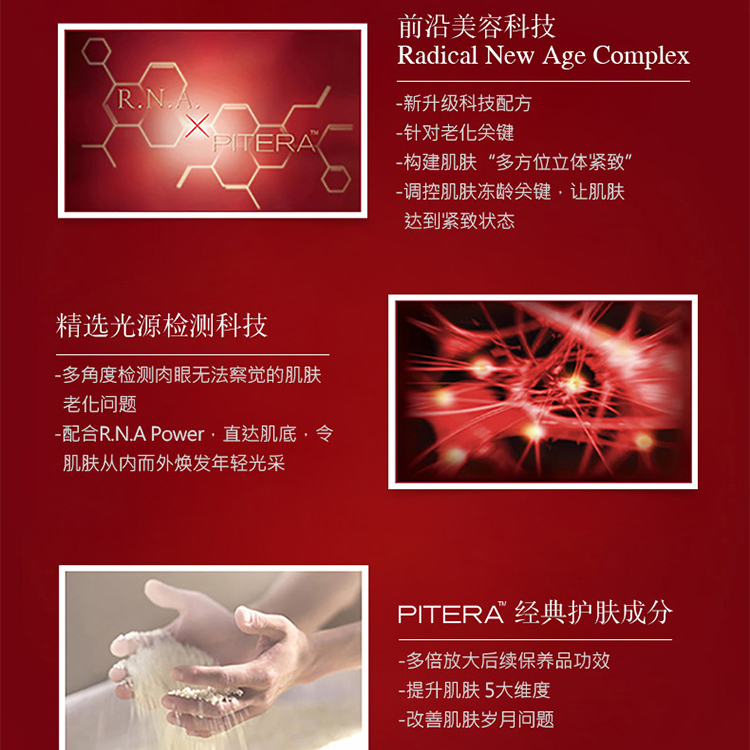 R.N.A.
×
PITERA™
前沿美容科技
Radical New Age Complex
-新升级科技配方
-针对老化关键
-构建肌肤“多方位立体紧致”
-调控肌肤冻龄关键，让肌肤
达到紧致状态
精选光源检测科技
-多角度检测肉眼无法察觉的肌肤
老化问题
-配合R.N.A Power，直达肌底，令
肌肤从内而外焕发年轻光采
PITERA™ 经典护肤成分
-多倍放大后续保养品功效
-提升肌肤 5大维度
-改善肌肤岁月问题